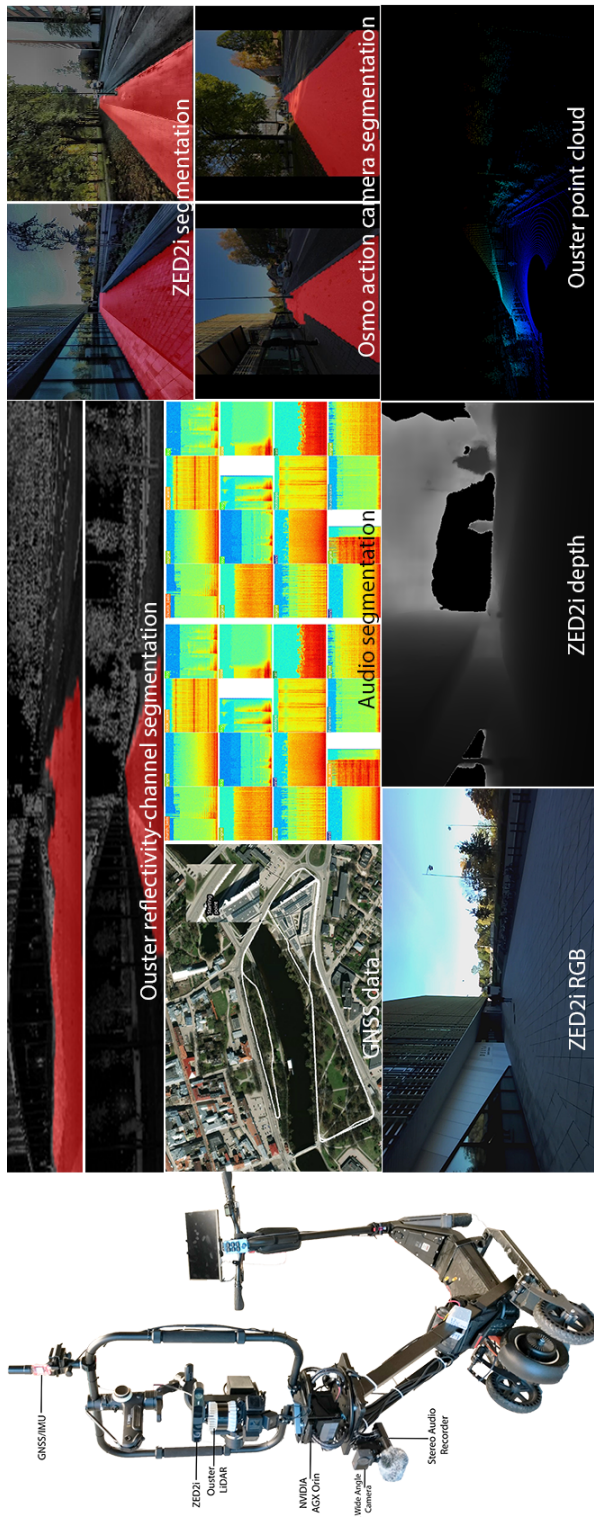 ZED2i segmentation
Osmo action camera segmentation
Ouster point cloud
Ouster reflectivity-channel segmentation
Audio segmentation
ZED2i depth
GNSS data
ZED2i RGB
GNSS/IMU
ZED2i
Ouster
LiDAR
NVIDIA
AGX Orin
Wide Angle
Camera
Stereo Audio
Recorder